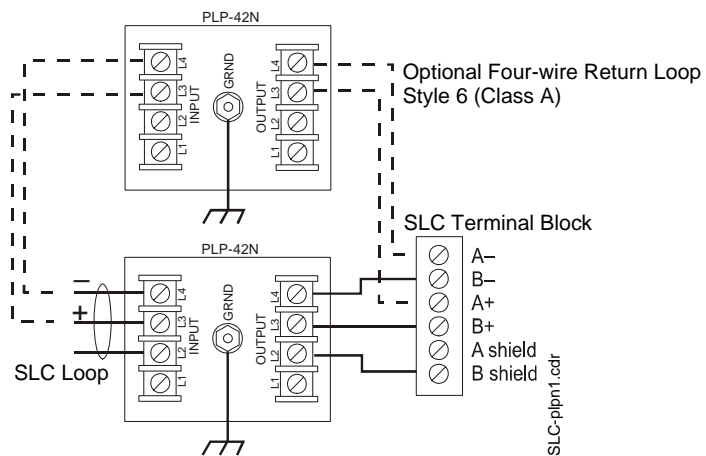 PLP-42N
L4
L3
L2
L1
INPUT
GRND
OUTPUT
L4
L3
L2
L1
Optional Four-wire Return Loop
Style 6 (Class A)
SLC Terminal Block
A–
B–
A+
B+
A shield
B shield
PLP-42N
–
+
SLC Loop
L4
L3
L2
L1
INPUT
GRND
OUTPUT
L4
L3
L2
L1
SLC-plpn1.cdr